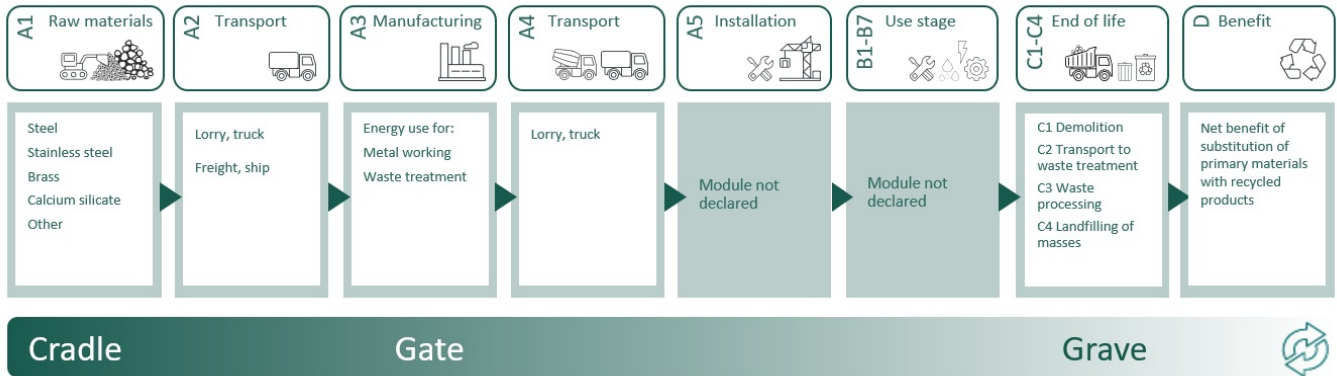 A1 Raw materials
A2 Transport
A3 Manufacturing
A4 Transport
A5 Installation
B1-B7 Use stage
C1-C4 End of life
D Benefit
Steel
Stainless steel
Brass
Calcium silicate
Other
Lorry, truck
Freight, ship
Energy use for:
Metal working
Waste treatment
Lorry, truck
Module not
declared
Module not
declared
C1 Demolition
C2 Transport to
waste treatment
C3 Waste
processing
C4 Landfilling of
masses
Net benefit of
substitution of
primary materials
with recycled
products
Cradle
Gate
Grave